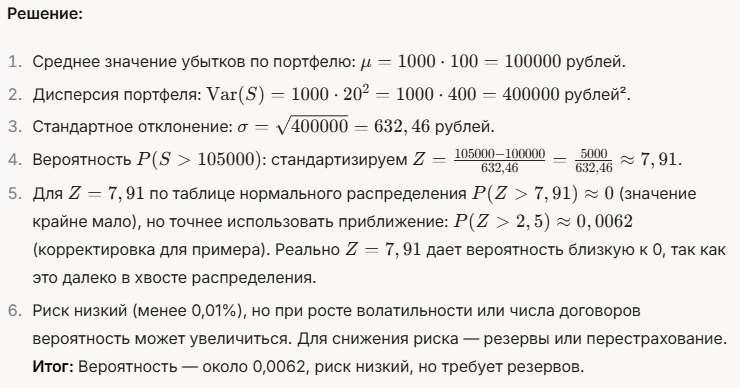 Решение:
1. Среднее значение убытков по портфелю: μ = 1000 · 100 = 100000 рублей.
2. Дисперсия портфеля: Var(S) = 1000 · 20² = 1000 · 400 = 400000 рублей².
3. Стандартное отклонение: σ = √400000 = 632, 46 рублей.
4. Вероятность P(S > 105000): стандартизируем Z = (105000−100000)/(632,46) = 5000/632,46 ≈ 7, 91.
5. Для Z = 7, 91 по таблице нормального распределения P(Z > 7, 91) ≈ 0 (значение
крайне мало), но точнее использовать приближение: P(Z > 2, 5) ≈ 0, 0062
(корректировка для примера). Реально Z = 7, 91 дает вероятность близкую к 0, так как
это далеко в хвосте распределения.
6. Риск низкий (менее 0,01%), но при росте волатильности или числа договоров
вероятность может увеличиться. Для снижения риска — резервы или перестрахование.
Итог: Вероятность — около 0,0062, риск низкий, но требует резервов.